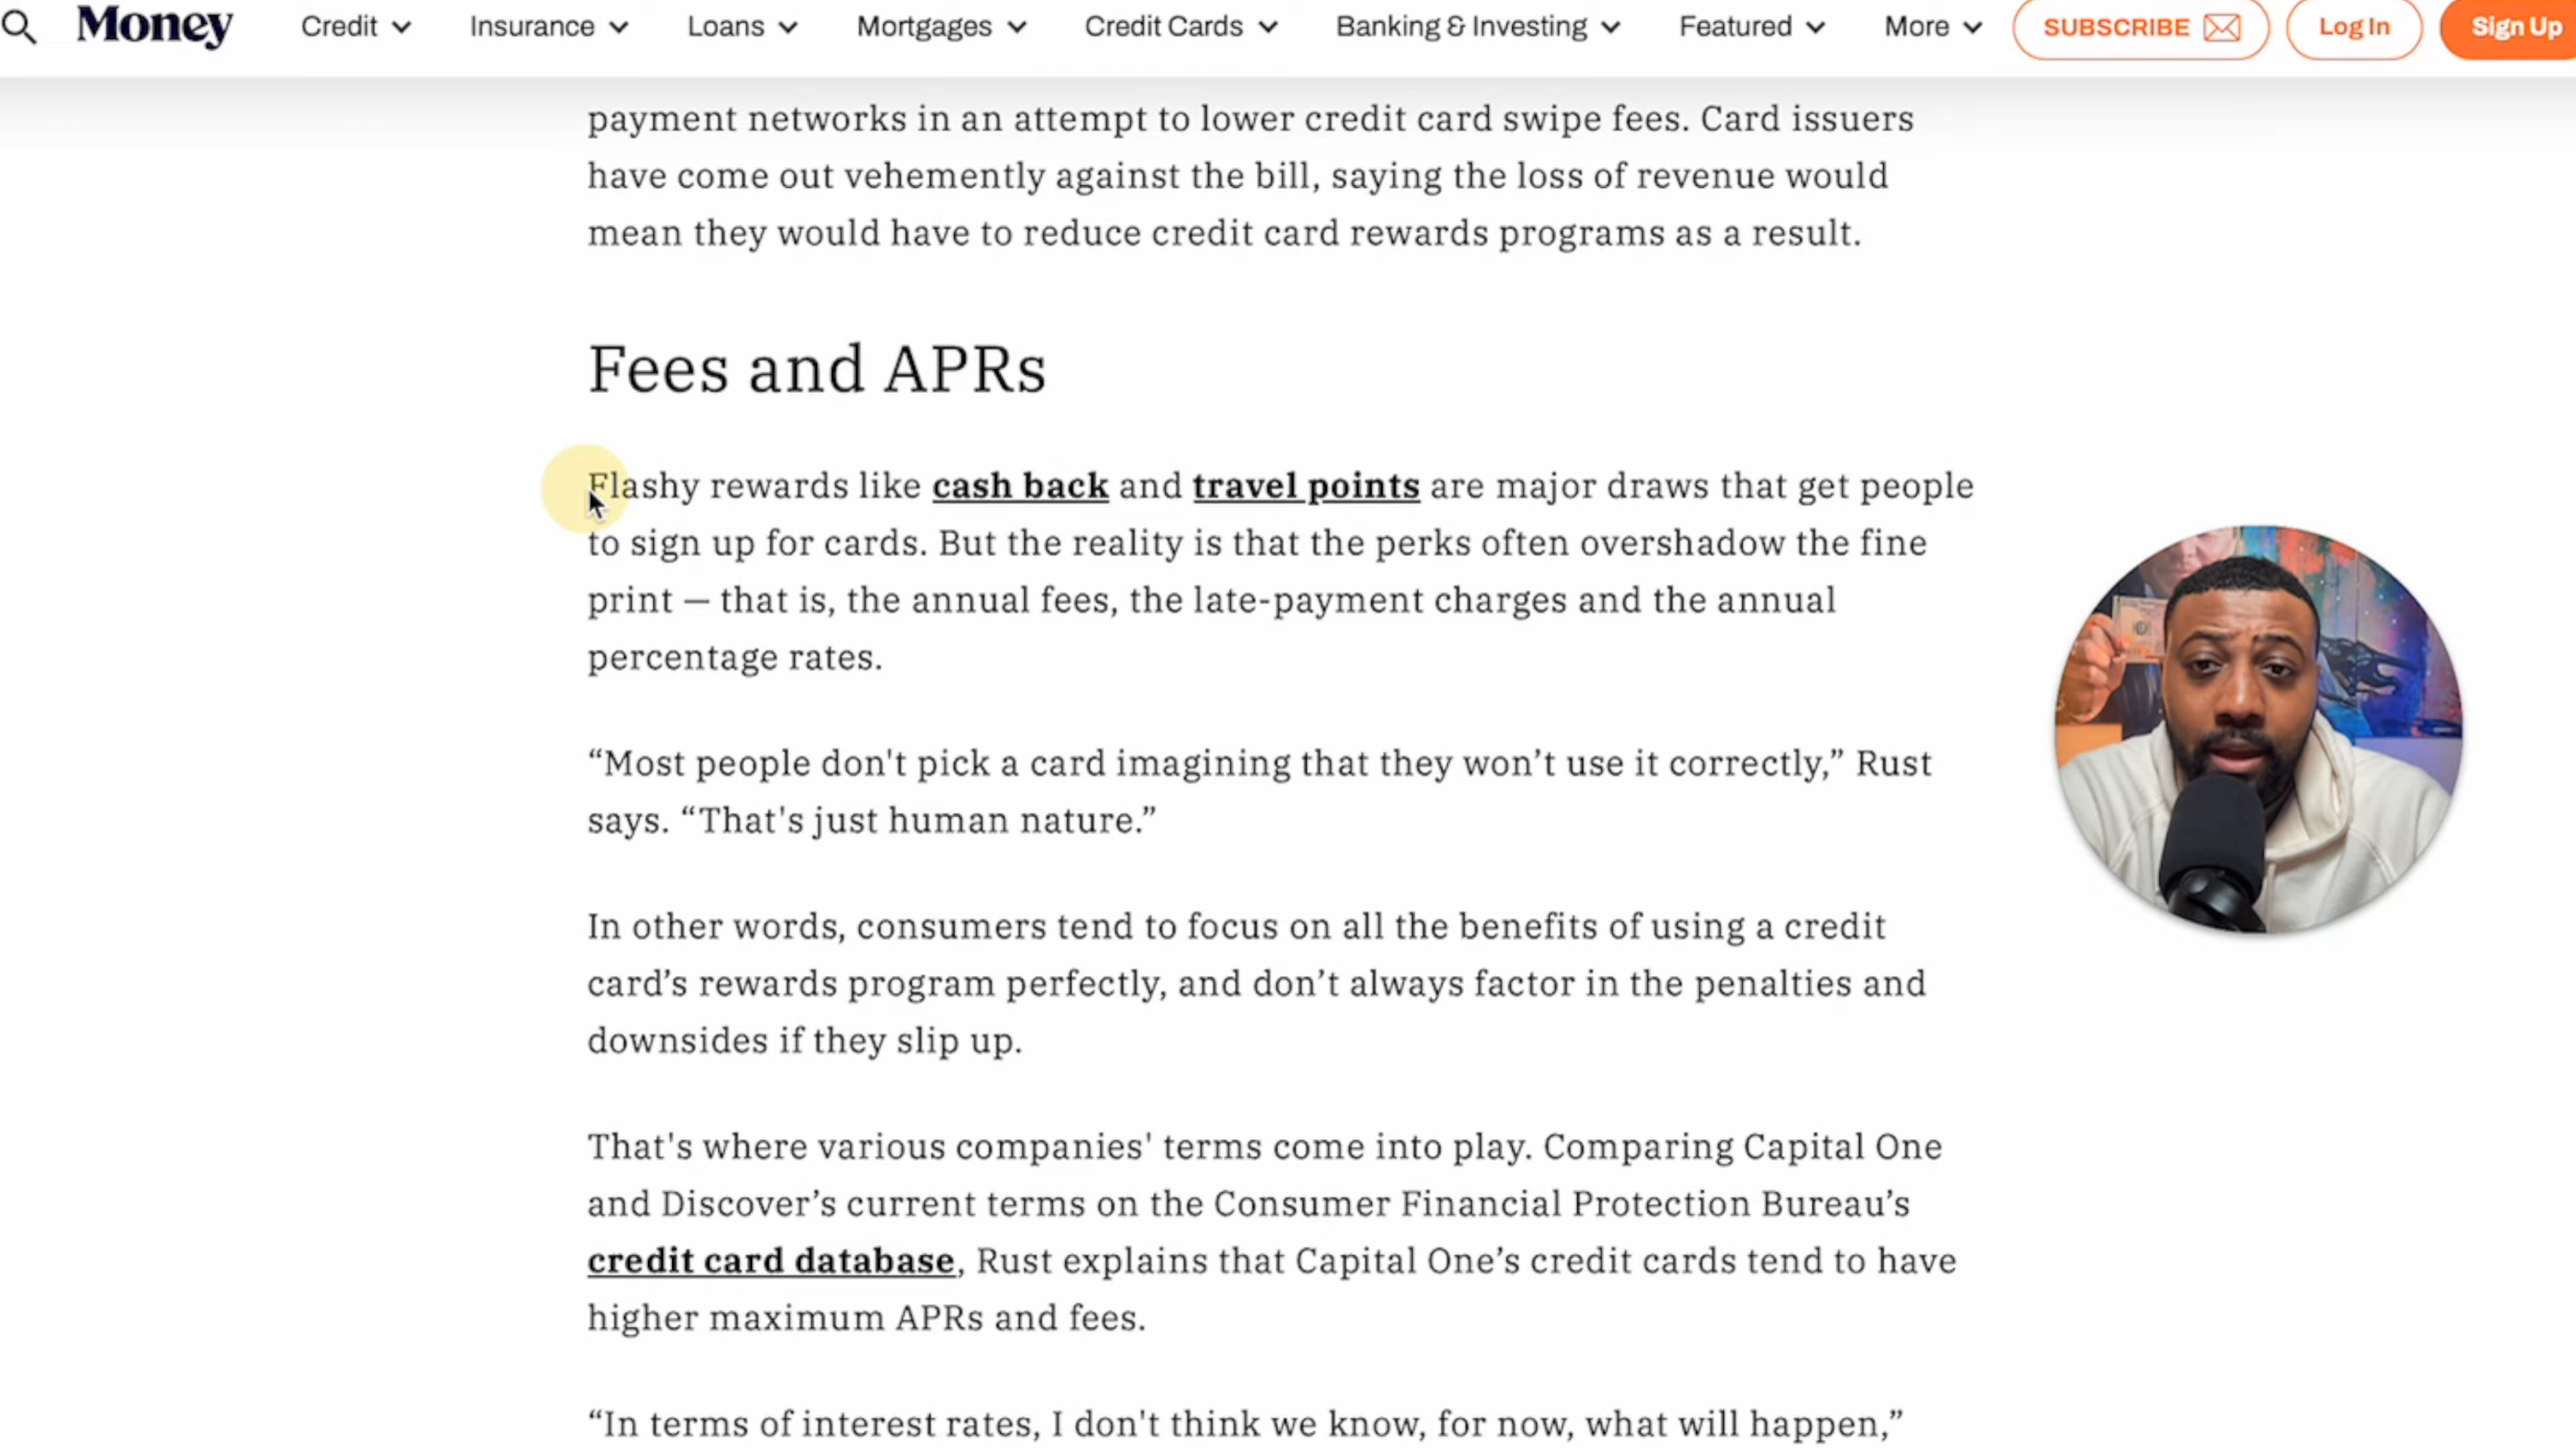 Money Credit Insurance Loans Mortgages Credit Cards Banking & Investing Featured More SUBSCRIBE Log In Sign Up
payment networks in an attempt to lower credit card swipe fees. Card issuers
have come out vehemently against the bill, saying the loss of revenue would
mean they would have to reduce credit card rewards programs as a result.
Fees and APRs
Flashy rewards like cash back and travel points are major draws that get people
to sign up for cards. But the reality is that the perks often overshadow the fine
print — that is, the annual fees, the late-payment charges and the annual
percentage rates.
“Most people don't pick a card imagining that they won’t use it correctly,” Rust
says. “That's just human nature.”
In other words, consumers tend to focus on all the benefits of using a credit
card’s rewards program perfectly, and don’t always factor in the penalties and
downsides if they slip up.
That's where various companies' terms come into play. Comparing Capital One
and Discover’s current terms on the Consumer Financial Protection Bureau’s
credit card database, Rust explains that Capital One’s credit cards tend to have
higher maximum APRs and fees.
“In terms of interest rates, I don't think we know, for now, what will happen,”